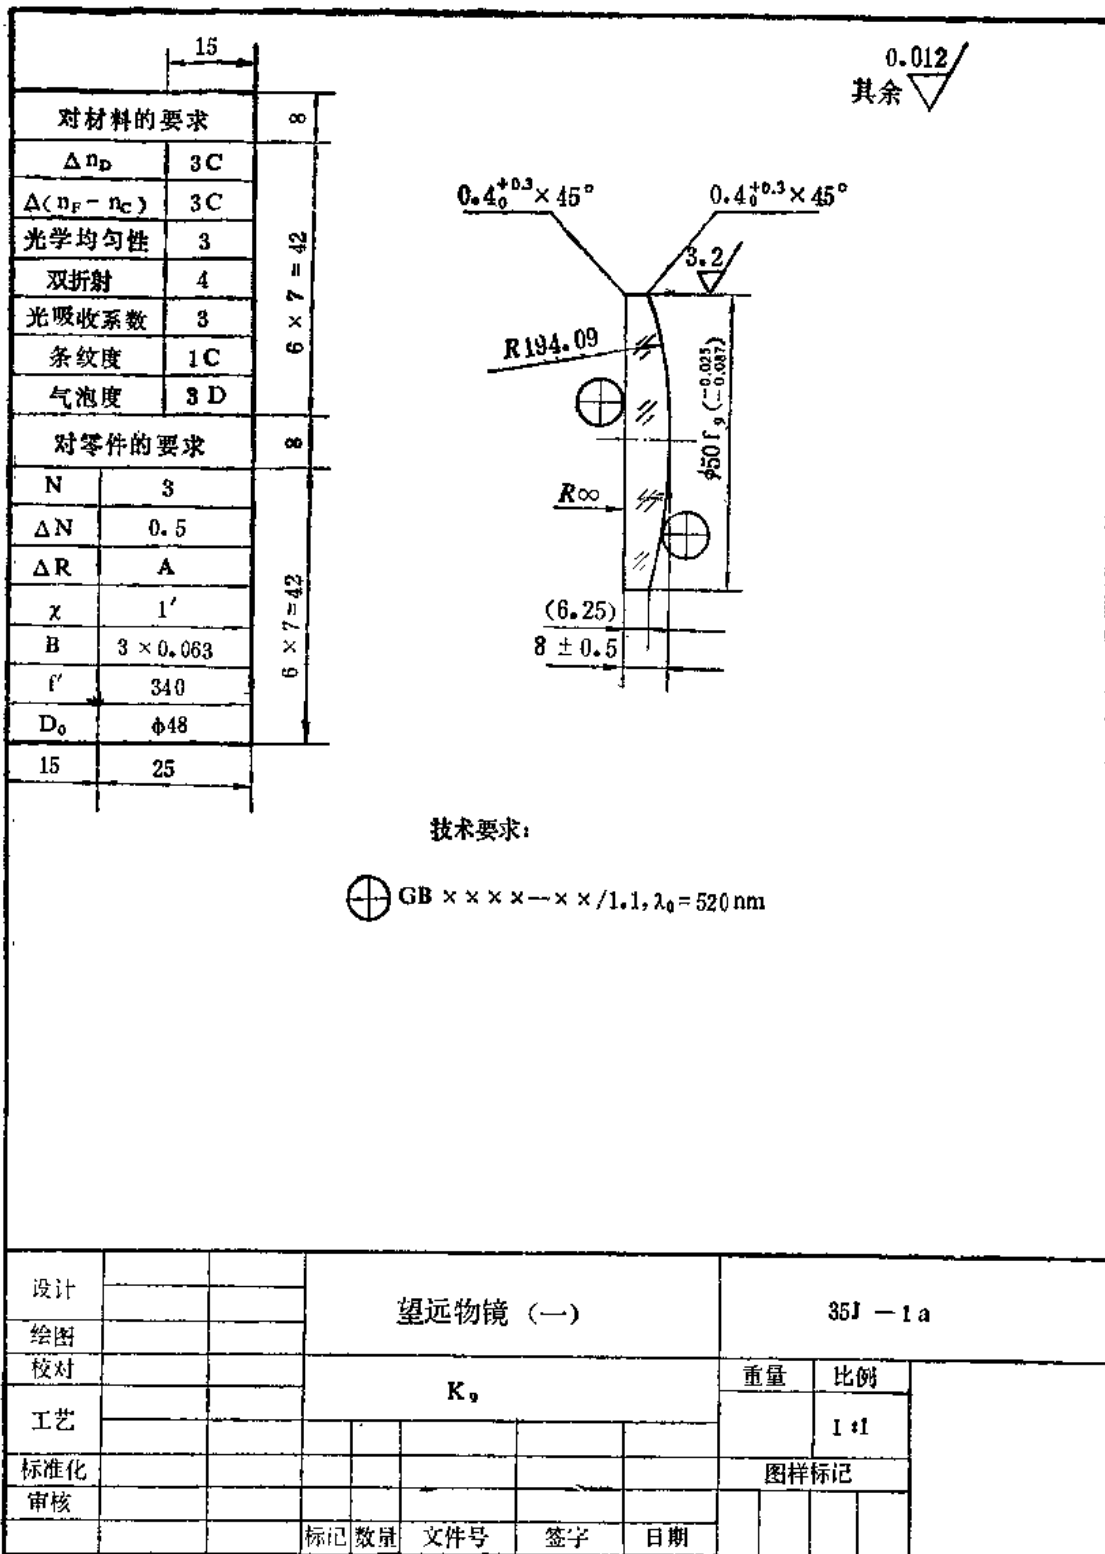 15
0.012
其余
对材料的要求
8
Δn_D 3C
Δ(n_F－n_C) 3C
光学均匀性 3
双折射 4
光吸收系数 3
条纹度 1C
气泡度 3D
6×7=42
对零件的要求
8
N 3
ΔN 0.5
ΔR A
χ 1′
B 3×0.063
f′ 340
D₀ ф48
6×7=42
15 25
0.4⁺⁰·³₀×45° 0.4⁺⁰·³₀×45°
3.2
R194.09
ф50f₉(−0.025 −0.087)
R∞
(6.25)
8±0.5
技术要求：
GB××××—××/1.1,λ₀=520nm
设计
绘图
校对
工艺
标准化
审核
望远物镜（一）
35J－1a
K₉
重量 比例
1:1
图样标记
标记 数量 文件号 签字 日期